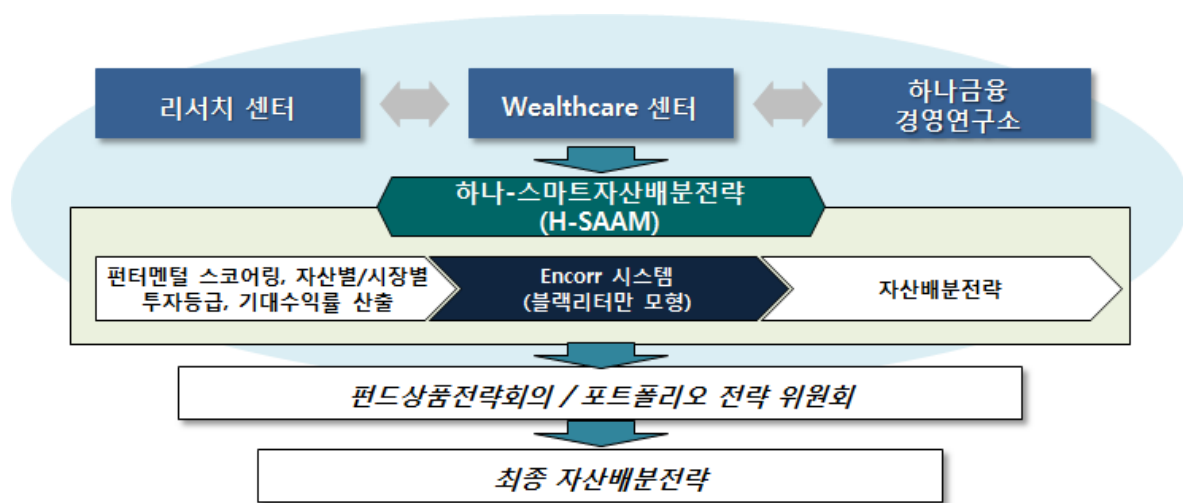 리서치 센터
Wealthcare 센터
하나금융
경영연구소
하나-스마트자산배분전략
(H-SAAM)
펀터멘털 스코어링, 자산별/시장별
투자등급, 기대수익률 산출
Encorr 시스템
(블랙리터만 모형)
자산배분전략
펀드상품전략회의 / 포트폴리오 전략 위원회
최종 자산배분전략